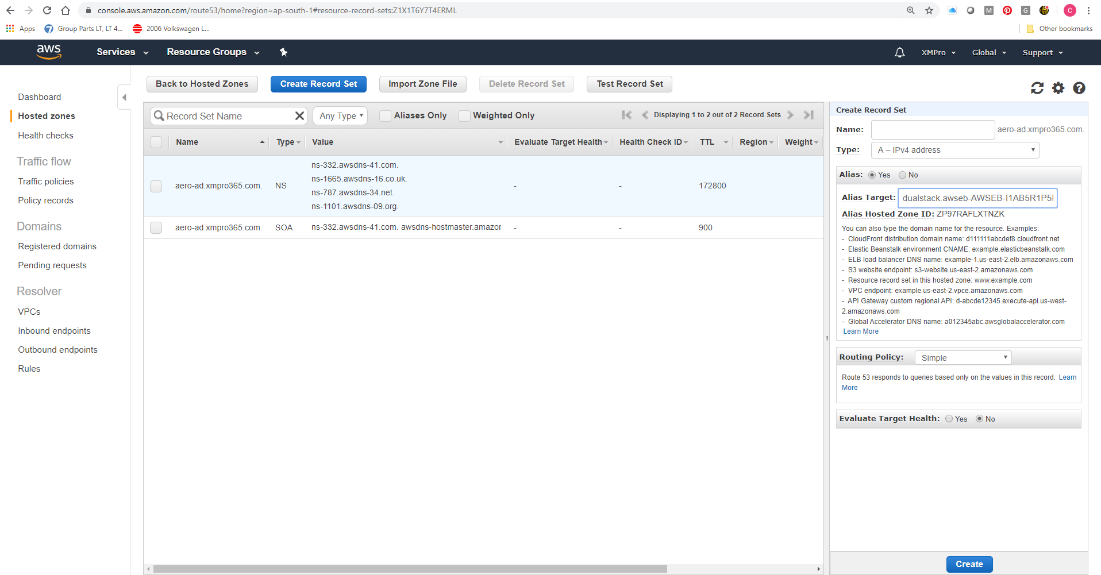 console.aws.amazon.com/route53/home?region=ap-south-1#resource-record-sets:Z1X1T6Y7T4ERML
Apps Group Parts LT, LT 4... 2006 Volkswagen L... Other bookmarks
aws Services Resource Groups XMPro Global Support
Dashboard
Hosted zones
Health checks
Traffic flow
Traffic policies
Policy records
Domains
Registered domains
Pending requests
Resolver
VPCs
Inbound endpoints
Outbound endpoints
Rules
Back to Hosted Zones Create Record Set Import Zone File Delete Record Set Test Record Set
Record Set Name Any Type Aliases Only Weighted Only Displaying 1 to 2 out of 2 Record Sets
Name Type Value Evaluate Target Health Health Check ID TTL Region Weight
ns-332.awsdns-41.com.
ns-1665.awsdns-16.co.uk.
aero-ad.xmpro365.com. NS - - 172800
ns-787.awsdns-34.net.
ns-1101.awsdns-09.org.
aero-ad.xmpro365.com. SOA ns-332.awsdns-41.com. awsdns-hostmaster.amazor - - 900
Create Record Set
Name: aero-ad.xmpro365.com.
Type: A – IPv4 address
Alias: Yes No
Alias Target: dualstack.awseb-AWSEB-I1AB5R1P5I
Alias Hosted Zone ID: ZP97RAFLXTNZK
You can also type the domain name for the resource. Examples:
- CloudFront distribution domain name: d111111abcdef8.cloudfront.net
- Elastic Beanstalk environment CNAME: example.elasticbeanstalk.com
- ELB load balancer DNS name: example-1.us-east-2.elb.amazonaws.com
- S3 website endpoint: s3-website.us-east-2.amazonaws.com
- Resource record set in this hosted zone: www.example.com
- VPC endpoint: example.us-east-2.vpce.amazonaws.com
- API Gateway custom regional API: d-abcde12345.execute-api.us-west-
2.amazonaws.com
- Global Accelerator DNS name: a012345abc.awsglobalaccelerator.com
Learn More
Routing Policy: Simple
Route 53 responds to queries based only on the values in this record. Learn
More
Evaluate Target Health: Yes No
Create